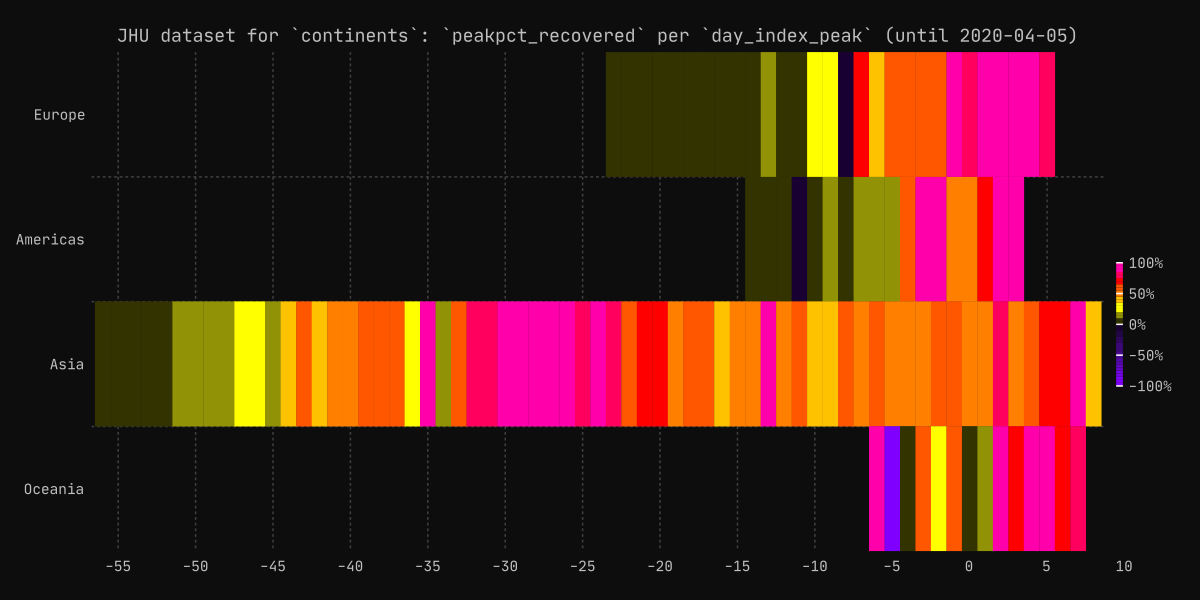 JHU dataset for `continents`: `peakpct_recovered` per `day_index_peak` (until 2020-04-05)
Europe
Americas
Asia
Oceania
100%
50%
0%
-50%
-100%
-55 -50 -45 -40 -35 -30 -25 -20 -15 -10 -5 0 5 10